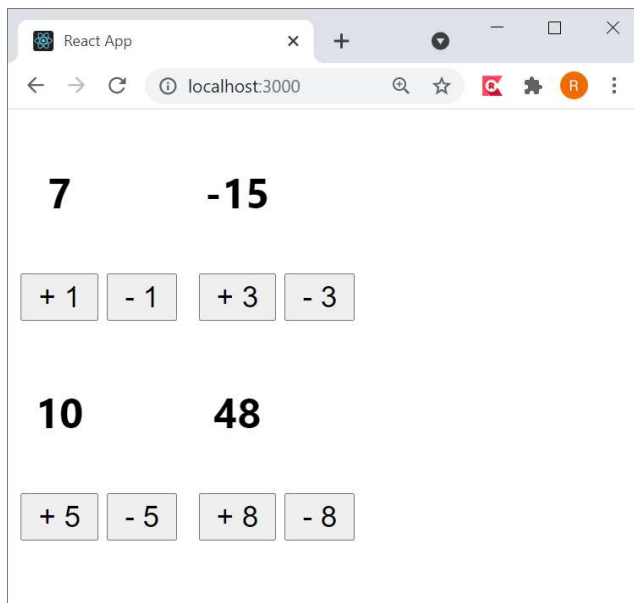 React App
localhost:3000
R
7 -15
+ 1 - 1 + 3 - 3
10 48
+ 5 - 5 + 8 - 8